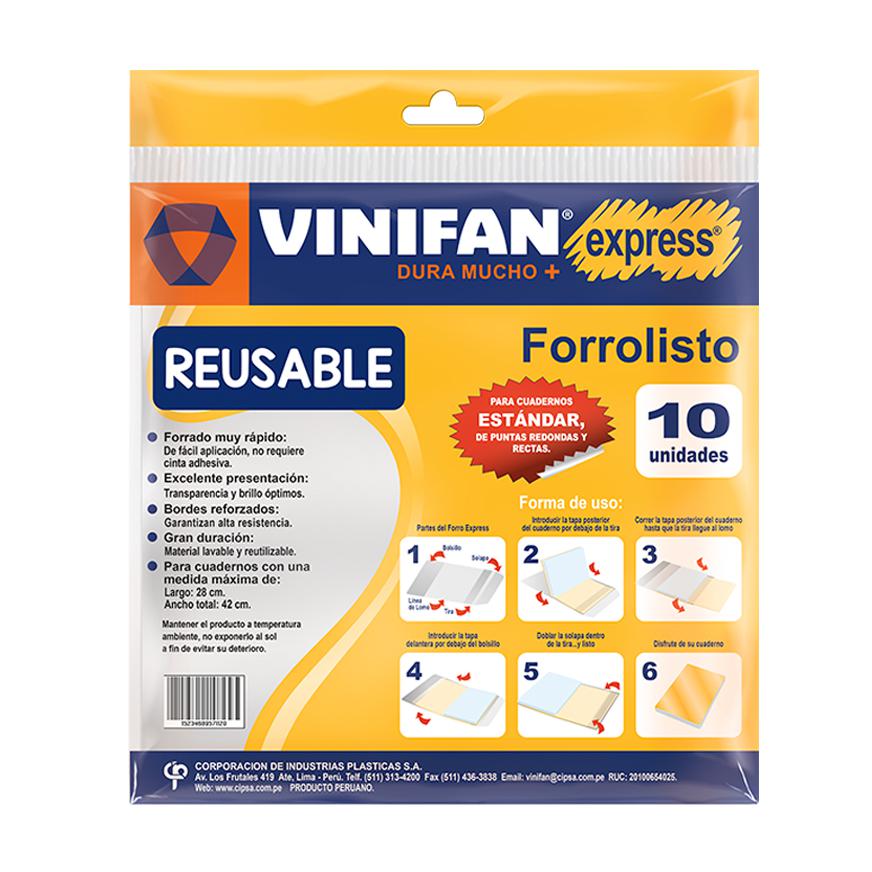 VINIFAN®
express®
DURA MUCHO +
REUSABLE
Forrolisto
PARA CUADERNOS
ESTÁNDAR,
DE PUNTAS REDONDAS Y
RECTAS.
10
unidades
Forrado muy rápido:
De fácil aplicación, no requiere
cinta adhesiva.
Excelente presentación:
Transparencia y brillo óptimos.
Bordes reforzados:
Garantizan alta resistencia.
Gran duración:
Material lavable y reutilizable.
Para cuadernos con una
medida máxima de:
Largo: 28 cm.
Ancho total: 42 cm.
Mantener el producto a temperatura
ambiente, no exponerlo al sol
a fin de evitar su deterioro.
Forma de uso:
Partes del Forro Express
1
Bolsillo
Solapa
Línea
de Lomo
Tira
Introducir la tapa posterior
del cuaderno por debajo de la tira
2
Correr la tapa posterior del cuaderno
hasta que la tira llegue al lomo
3
Introducir la tapa
delantera por debajo del bolsillo
4
Doblar la solapa dentro
de la tira...y listo
5
Disfrute de su cuaderno
6
CORPORACION DE INDUSTRIAS PLASTICAS S.A.
Av. Los Frutales 419 Ate, Lima - Perú. Telf. (511) 313-4200 Fax (511) 436-3838 Email: vinifan@cipsa.com.pe RUC: 20100654025.
Web: www.cipsa.com.pe PRODUCTO PERUANO.